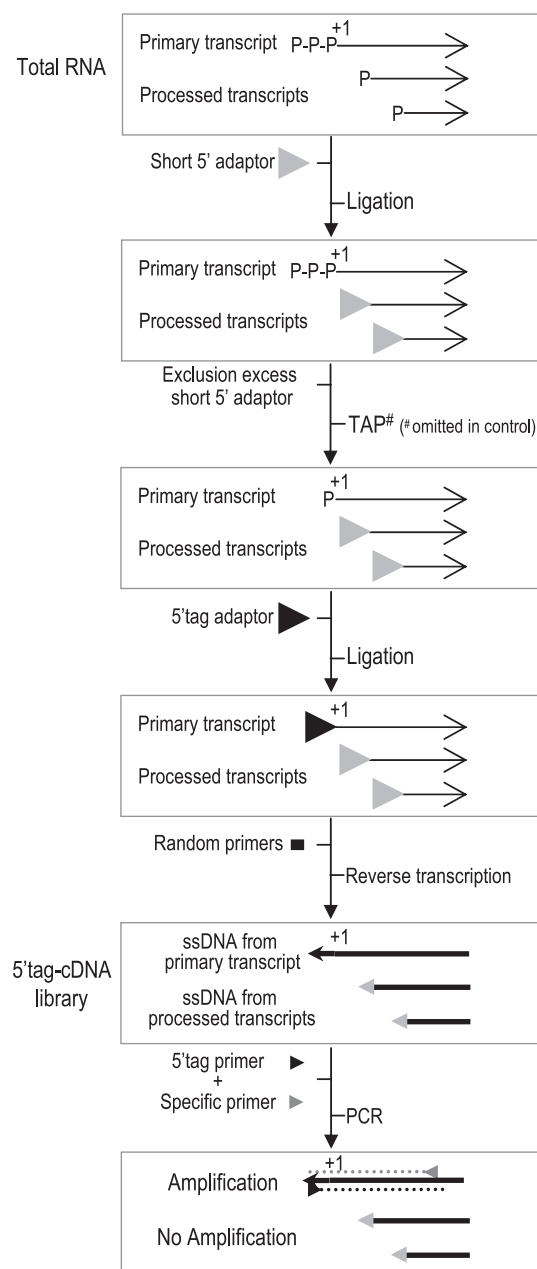 Total RNA
+1
Primary transcript P-P-P
Processed transcripts P
P
Short 5' adaptor
Ligation
+1
Primary transcript P-P-P
Processed transcripts
Exclusion excess
short 5' adaptor
TAP# (# omitted in control)
+1
Primary transcript P
Processed transcripts
5'tag adaptor
Ligation
+1
Primary transcript
Processed transcripts
Random primers
Reverse transcription
5'tag-cDNA
library
+1
ssDNA from
primary transcript
ssDNA from
processed transcripts
5'tag primer
+
Specific primer
PCR
+1
Amplification
No Amplification